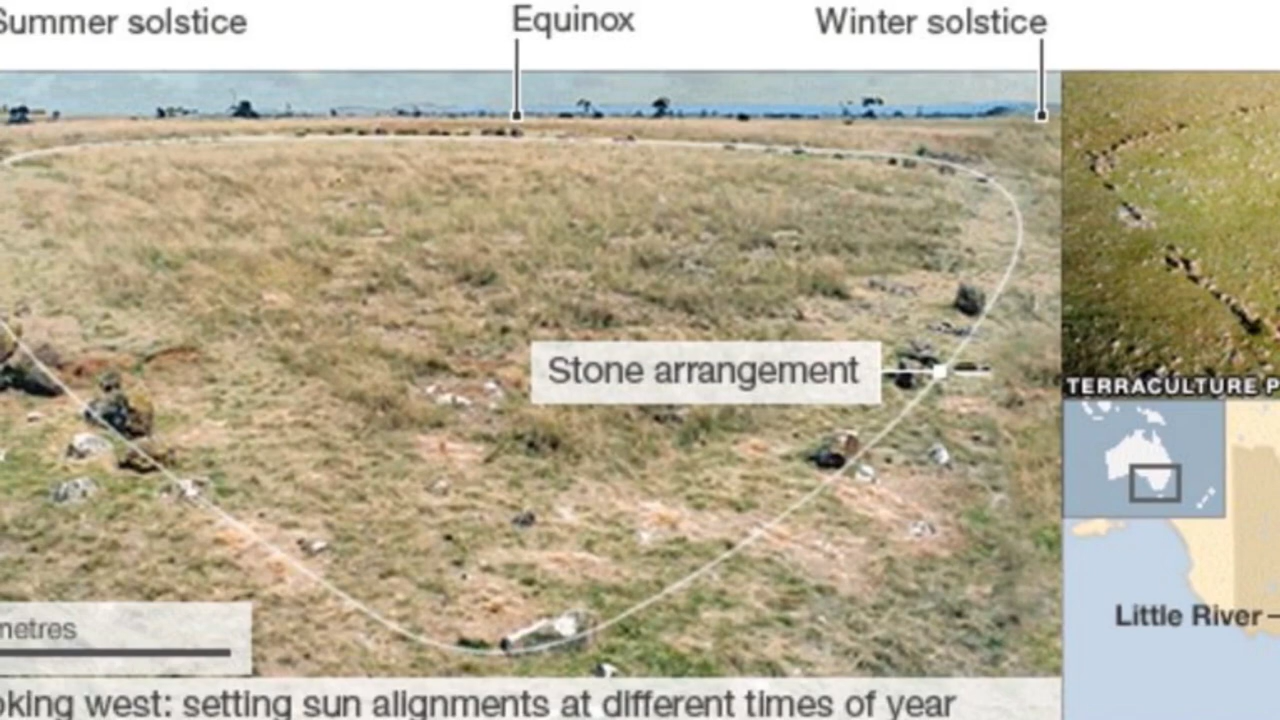 Summer solstice
Equinox
Winter solstice
Stone arrangement
TERRACULTURE
Little River
metres
setting sun alignments at different times of year
west: